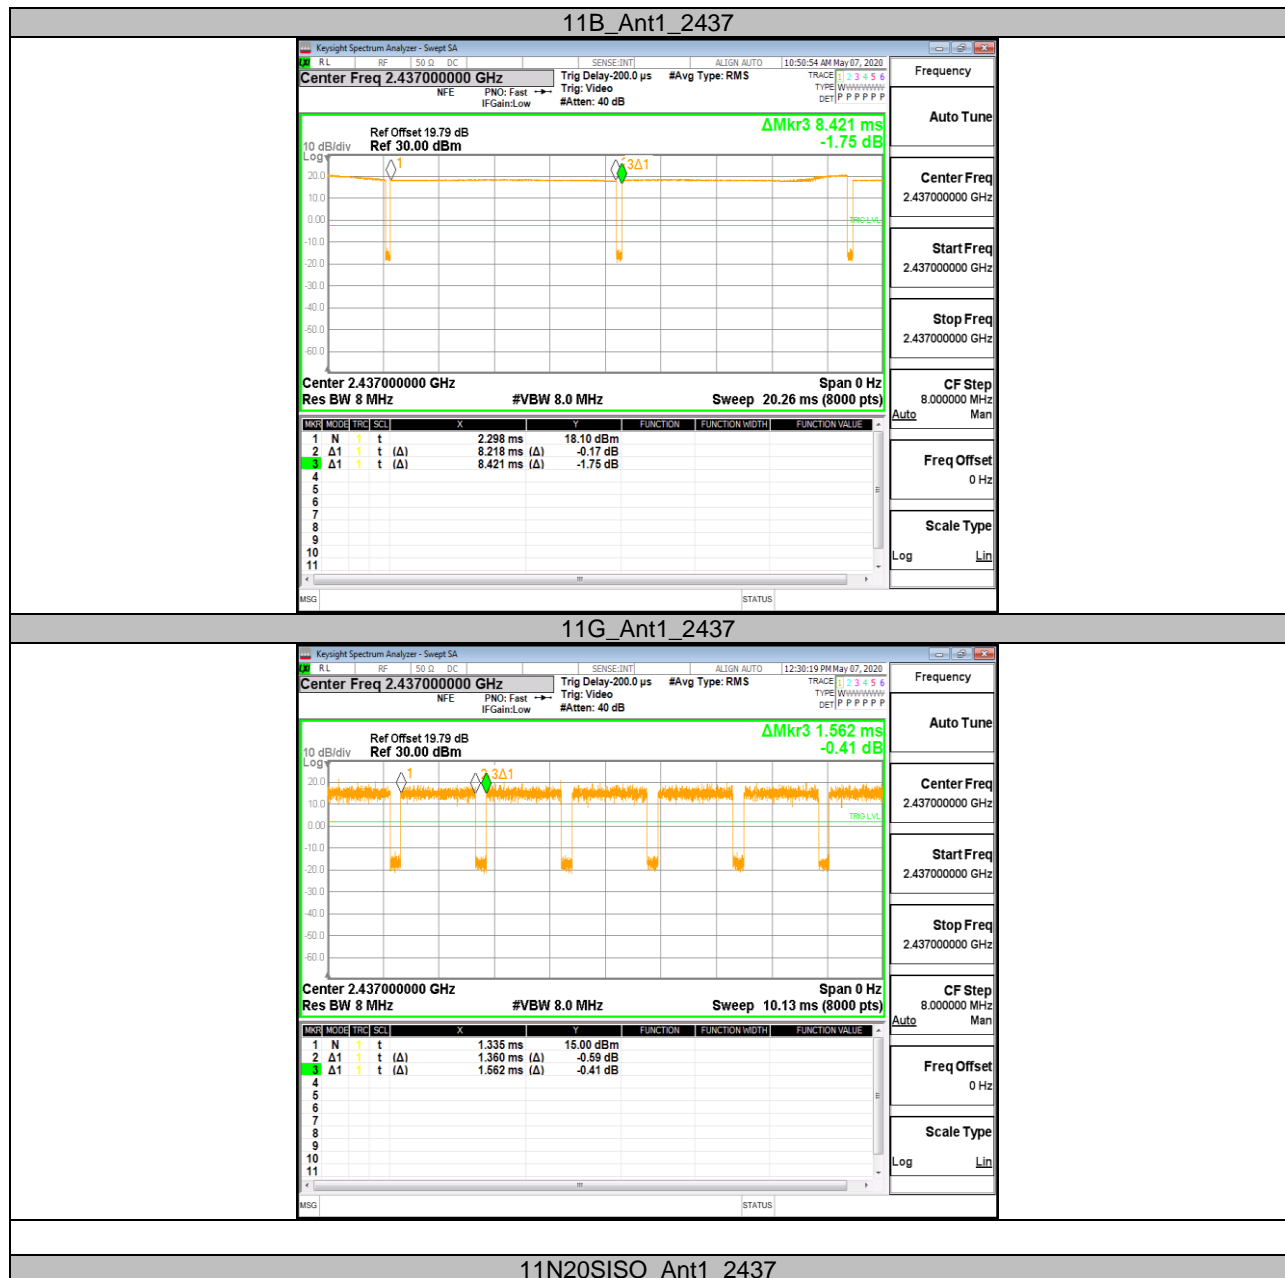 11B_Ant1_2437
Keysight Spectrum Analyzer - Swept SA
RL RF 50 Ω DC SENSE:INT ALIGN AUTO 10:50:54 AM May 07, 2020
Center Freq 2.437000000 GHz
NFE PNO: Fast IFGain:Low
Trig Delay-200.0 µs #Avg Type: RMS
Trig: Video
#Atten: 40 dB
TRACE 1 2 3 4 5 6
TYPE WWWWWW
DET P P P P P P
ΔMkr3 8.421 ms
-1.75 dB
Ref Offset 19.79 dB
10 dB/div Ref 30.00 dBm
Log
1
3Δ1
20.0
10.0
0.00
TRIG LVL
-10.0
-20.0
-30.0
-40.0
-50.0
-60.0
Center 2.437000000 GHz Span 0 Hz
Res BW 8 MHz #VBW 8.0 MHz Sweep 20.26 ms (8000 pts)
MKR MODE TRC SCL X Y FUNCTION FUNCTION WIDTH FUNCTION VALUE
1 N 1 t 2.298 ms 18.10 dBm
2 Δ1 1 t (Δ) 8.218 ms (Δ) -0.17 dB
3 Δ1 1 t (Δ) 8.421 ms (Δ) -1.75 dB
4
5
6
7
8
9
10
11
MSG STATUS
Frequency
Auto Tune
Center Freq
2.437000000 GHz
Start Freq
2.437000000 GHz
Stop Freq
2.437000000 GHz
CF Step
8.000000 MHz
Auto Man
Freq Offset
0 Hz
Scale Type
Log Lin
11G_Ant1_2437
Keysight Spectrum Analyzer - Swept SA
RL RF 50 Ω DC SENSE:INT ALIGN AUTO 12:30:19 PM May 07, 2020
Center Freq 2.437000000 GHz
NFE PNO: Fast IFGain:Low
Trig Delay-200.0 µs #Avg Type: RMS
Trig: Video
#Atten: 40 dB
TRACE 1 2 3 4 5 6
TYPE WWWWWW
DET P P P P P P
ΔMkr3 1.562 ms
-0.41 dB
Ref Offset 19.79 dB
10 dB/div Ref 30.00 dBm
Log
1
3Δ1
20.0
10.0
0.00
TRIG LVL
-10.0
-20.0
-30.0
-40.0
-50.0
-60.0
Center 2.437000000 GHz Span 0 Hz
Res BW 8 MHz #VBW 8.0 MHz Sweep 10.13 ms (8000 pts)
MKR MODE TRC SCL X Y FUNCTION FUNCTION WIDTH FUNCTION VALUE
1 N 1 t 1.335 ms 15.00 dBm
2 Δ1 1 t (Δ) 1.360 ms (Δ) -0.59 dB
3 Δ1 1 t (Δ) 1.562 ms (Δ) -0.41 dB
4
5
6
7
8
9
10
11
MSG STATUS
Frequency
Auto Tune
Center Freq
2.437000000 GHz
Start Freq
2.437000000 GHz
Stop Freq
2.437000000 GHz
CF Step
8.000000 MHz
Auto Man
Freq Offset
0 Hz
Scale Type
Log Lin
11N20SISO_Ant1_2437